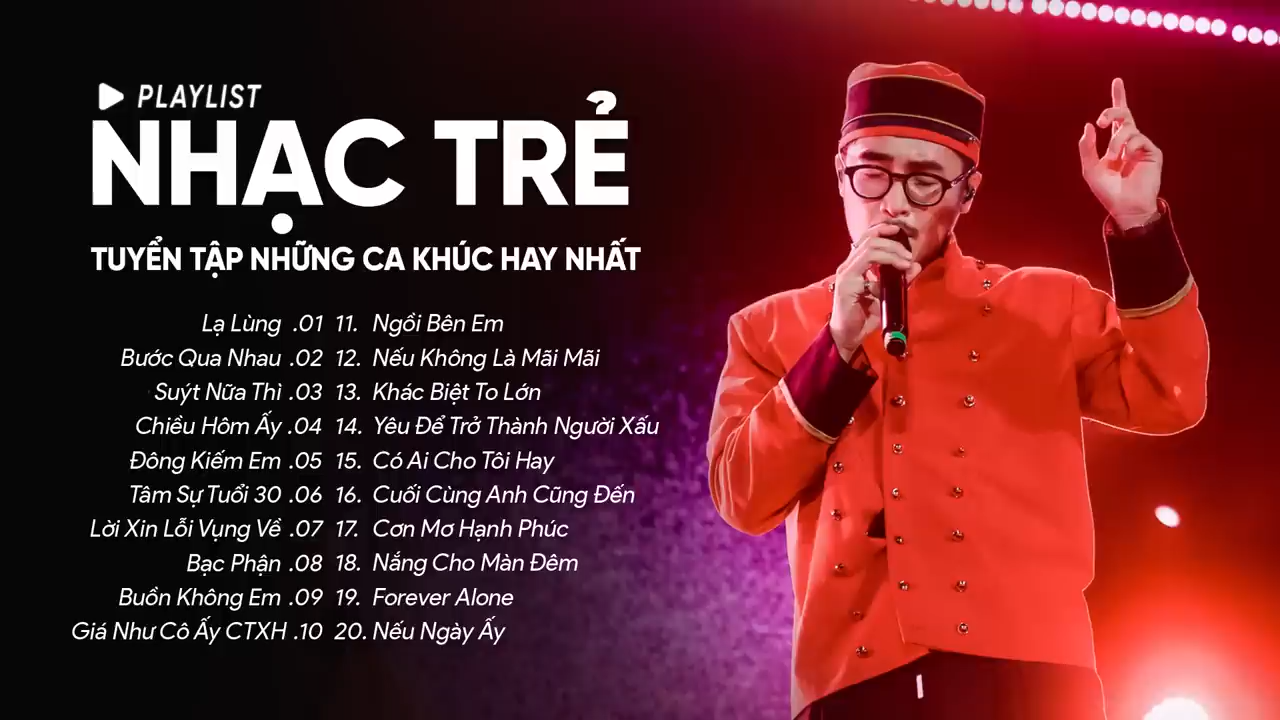 PLAYLIST
NHẠC TRẺ
TUYỂN TẬP NHỮNG CA KHÚC HAY NHẤT
Lạ Lùng .01 11. Ngồi Bên Em
Bước Qua Nhau .02 12. Nếu Không Là Mãi Mãi
Suýt Nữa Thì .03 13. Khác Biệt To Lớn
Chiều Hôm Ấy .04 14. Yêu Để Trở Thành Người Xấu
Đông Kiếm Em .05 15. Có Ai Cho Tôi Hay
Tâm Sự Tuổi 30 .06 16. Cuối Cùng Anh Cũng Đến
Lời Xin Lỗi Vụng Về .07 17. Cơn Mơ Hạnh Phúc
Bạc Phận .08 18. Nắng Cho Màn Đêm
Buồn Không Em .09 19. Forever Alone
Giá Như Cô Ấy CTXH .10 20. Nếu Ngày Ấy